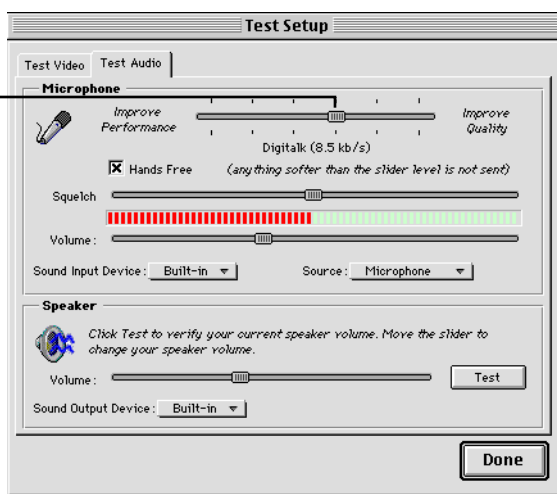 Test Setup
Test Video
Test Audio
Microphone
Improve
Performance
Improve
Quality
Digitalk (8.5 kb/s)
Hands Free
(anything softer than the slider level is not sent)
Squelch
Volume:
Sound Input Device: Built-in
Source: Microphone
Speaker
Click Test to verify your current speaker volume. Move the slider to
change your speaker volume.
Volume:
Test
Sound Output Device: Built-in
Done